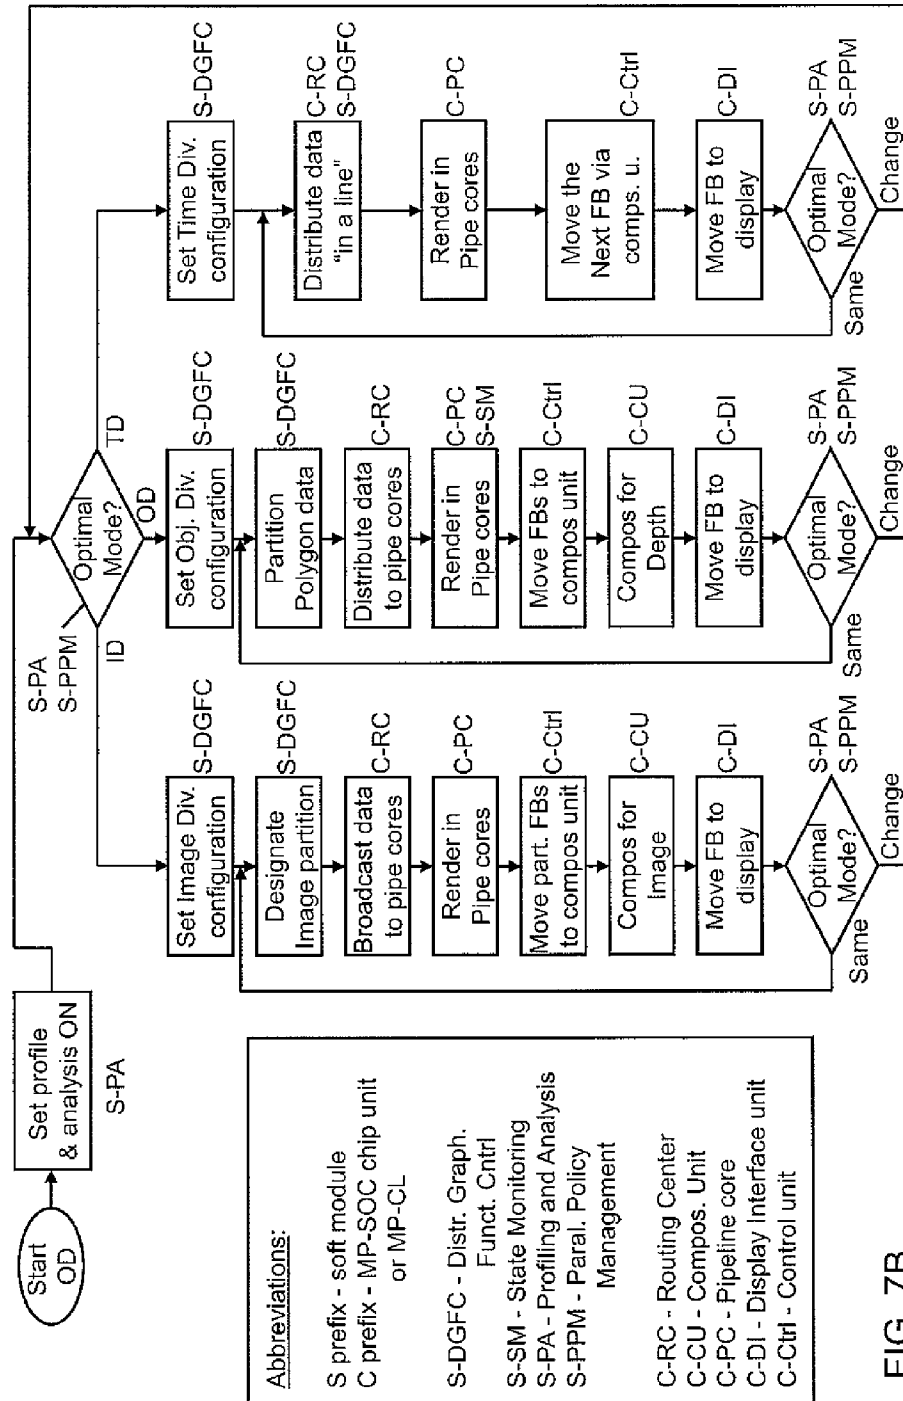 Start
OD
Set profile
& analysis ON
S-PA
S-PA
S-PPM
Optimal
Mode?
ID
OD
TD
Set Image Div.
configuration
S-DGFC
Designate
Image partition
S-DGFC
Broadcast data
to pipe cores
C-RC
Render in
Pipe cores
C-PC
Move part. FBs
to compos unit
C-Ctrl
Compos for
Image
C-CU
Move FB to
display
C-DI
Optimal
Mode?
S-PA
S-PPM
Same
Change
Set Obj. Div.
configuration
S-DGFC
Partition
Polygon data
S-DGFC
Distribute data
to pipe cores
C-RC
Render in
Pipe cores
C-PC
S-SM
Move FBs to
compos unit
C-Ctrl
Compos for
Depth
C-CU
Move FB to
display
C-DI
Optimal
Mode?
S-PA
S-PPM
Same
Change
Set Time Div.
configuration
S-DGFC
Distribute data
“in a line”
C-RC
S-DGFC
Render in
Pipe cores
C-PC
Move the
Next FB via
comps. u.
C-Ctrl
Move FB to
display
C-DI
Optimal
Mode?
S-PA
S-PPM
Same
Change
Abbreviations:
S prefix - soft module
C prefix - MP-SOC chip unit
or MP-CL
S-DGFC - Distr. Graph.
Funct. Cntrl
S-SM - State Monitoring
S-PA - Profiling and Analysis
S-PPM - Paral. Policy
Management
C-RC - Routing Center
C-CU - Compos. Unit
C-PC - Pipeline core
C-DI - Display Interface unit
C-Ctrl - Control unit
FIG. 7B